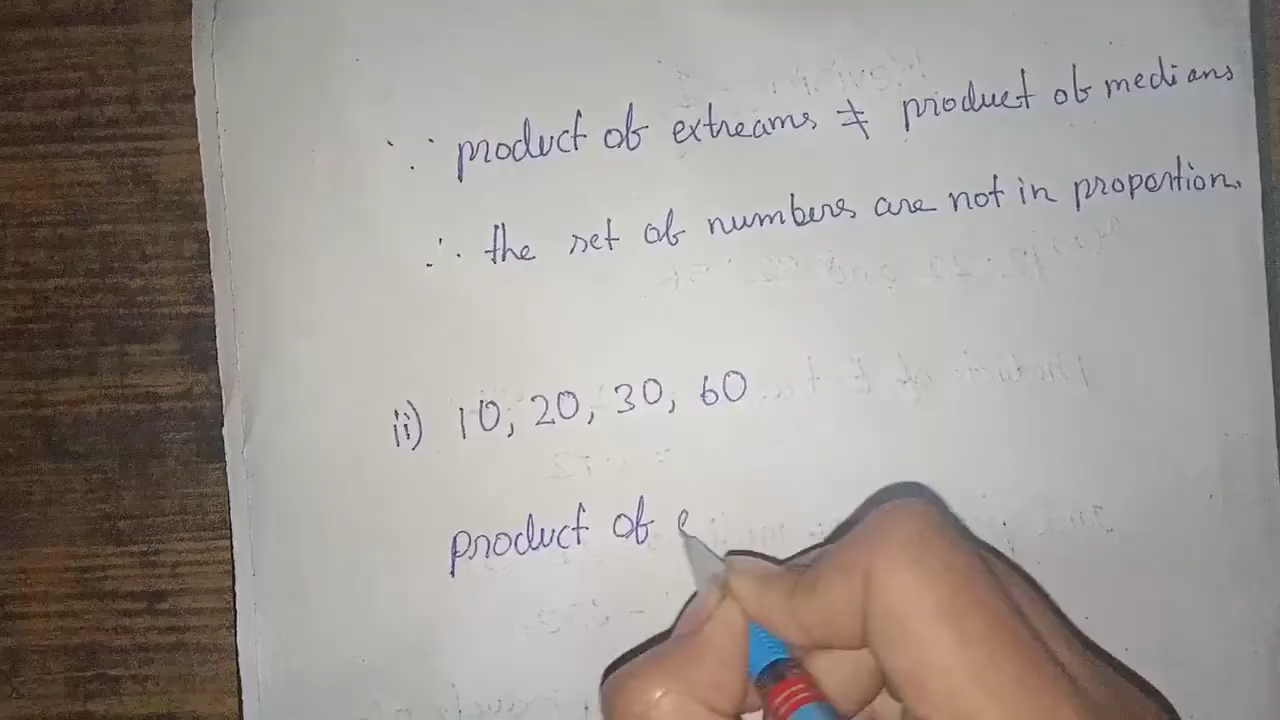 ∵ product of extreams ≠ product of medians
∴ the set of numbers are not in proportion.
ii) 10, 20, 30, 60
product of e